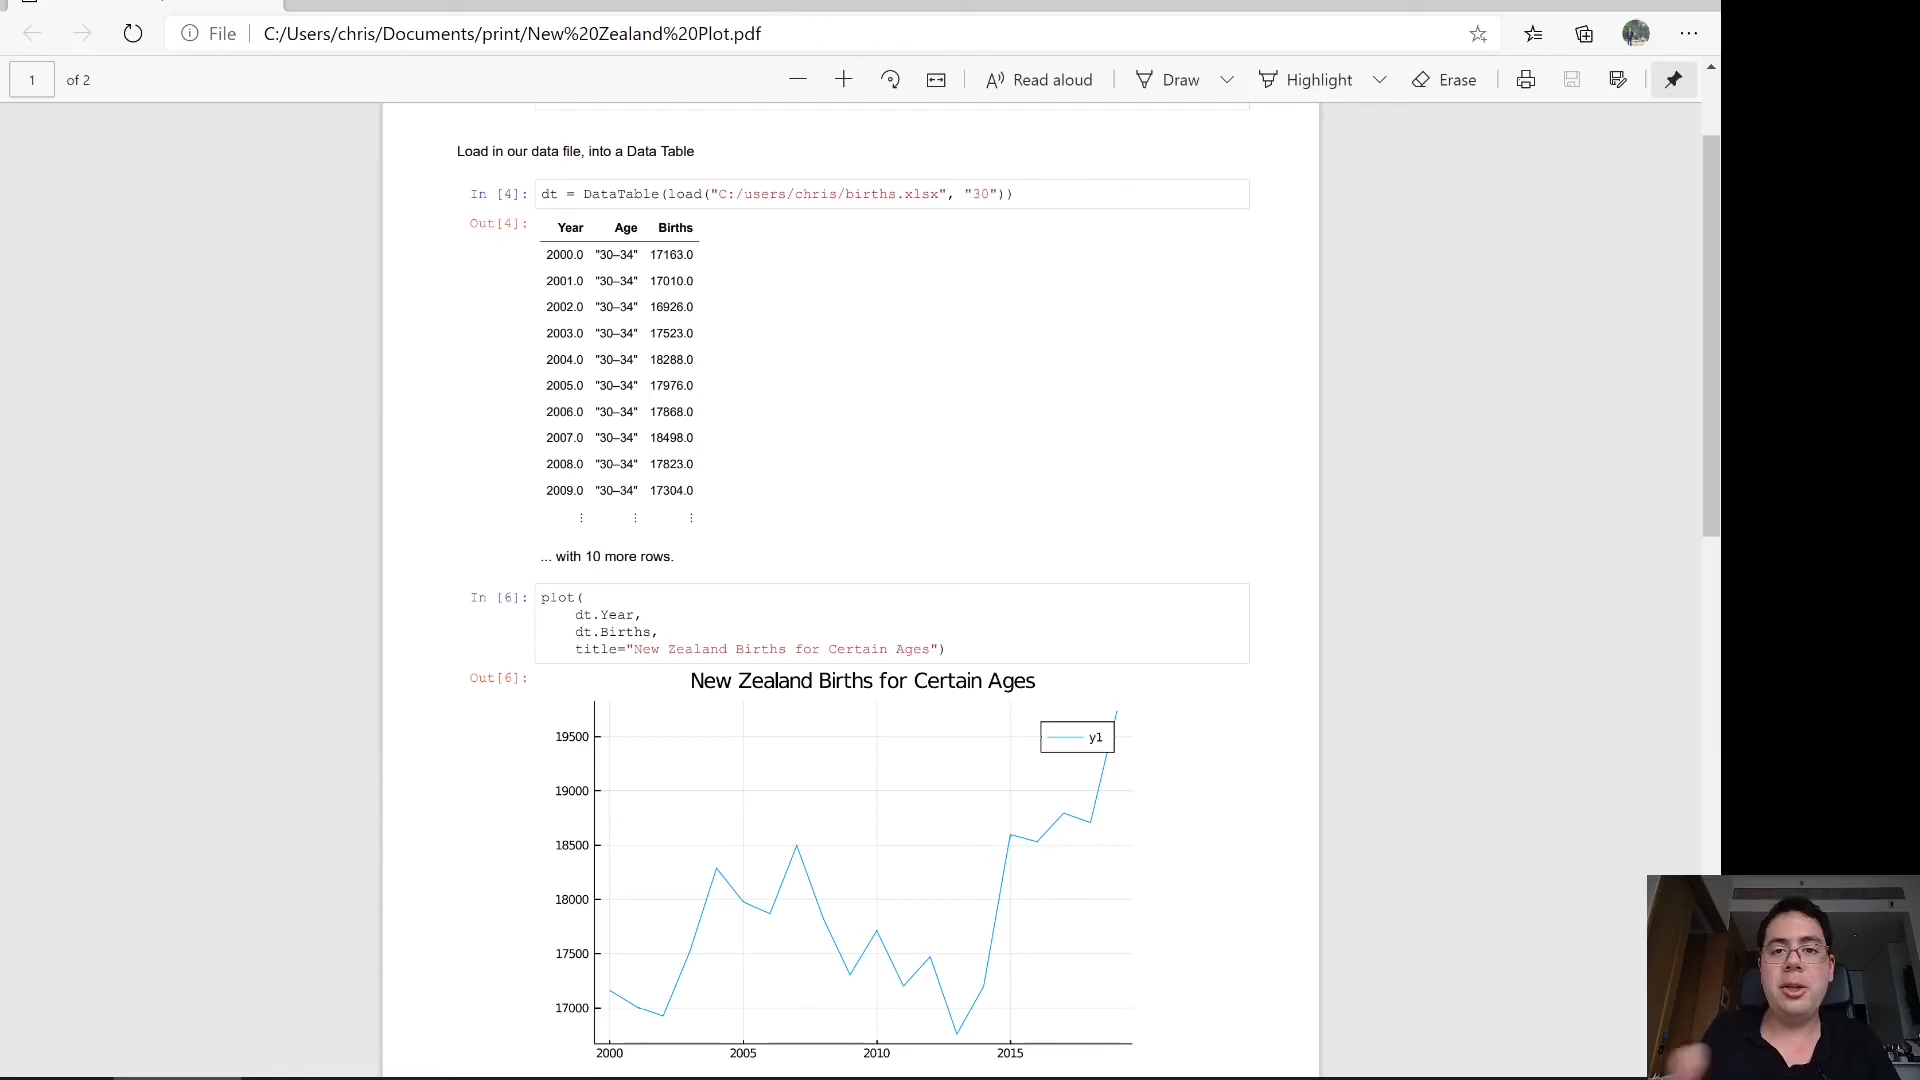 File
C:/Users/chris/Documents/print/New%20Zealand%20Plot.pdf
1 of 2
Read aloud
Draw
Highlight
Erase
Load in our data file, into a Data Table
In [4]: dt = DataTable(load("C:/users/chris/births.xlsx", "30"))
Out[4]:
Year Age Births
2000.0 "30–34" 17163.0
2001.0 "30–34" 17010.0
2002.0 "30–34" 16926.0
2003.0 "30–34" 17523.0
2004.0 "30–34" 18288.0
2005.0 "30–34" 17976.0
2006.0 "30–34" 17868.0
2007.0 "30–34" 18498.0
2008.0 "30–34" 17823.0
2009.0 "30–34" 17304.0
⋮ ⋮ ⋮
... with 10 more rows.
In [6]: plot(
dt.Year,
dt.Births,
title="New Zealand Births for Certain Ages")
Out[6]:
New Zealand Births for Certain Ages
y1
19500
19000
18500
18000
17500
17000
2000 2005 2010 2015